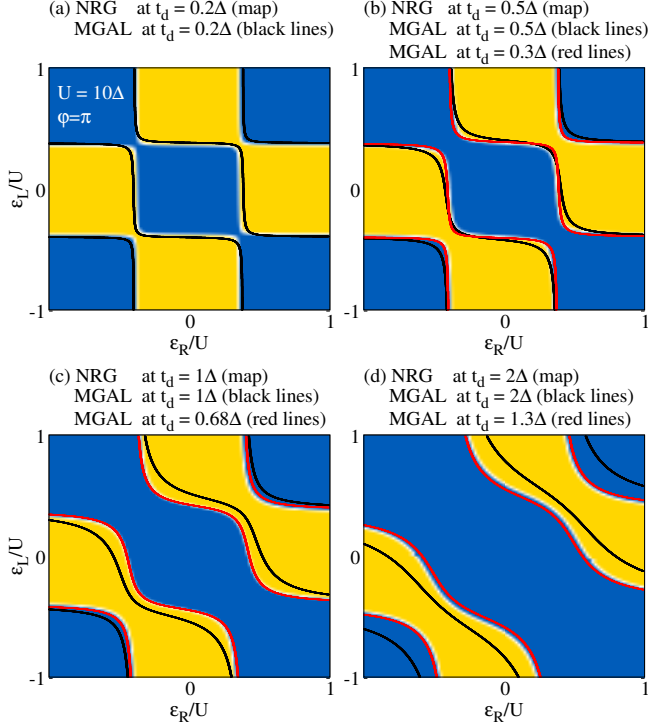 (a) NRG at t_d = 0.2Δ (map)
MGAL at t_d = 0.2Δ (black lines)
(b) NRG at t_d = 0.5Δ (map)
MGAL at t_d = 0.5Δ (black lines)
MGAL at t_d = 0.3Δ (red lines)
1
U = 10Δ
φ=π
0
ε_L/U
-1
0
1
ε_R/U
1
0
-1
0
1
ε_R/U
(c) NRG at t_d = 1Δ (map)
MGAL at t_d = 1Δ (black lines)
MGAL at t_d = 0.68Δ (red lines)
(d) NRG at t_d = 2Δ (map)
MGAL at t_d = 2Δ (black lines)
MGAL at t_d = 1.3Δ (red lines)
1
0
ε_L/U
-1
0
1
ε_R/U
1
0
-1
0
1
ε_R/U